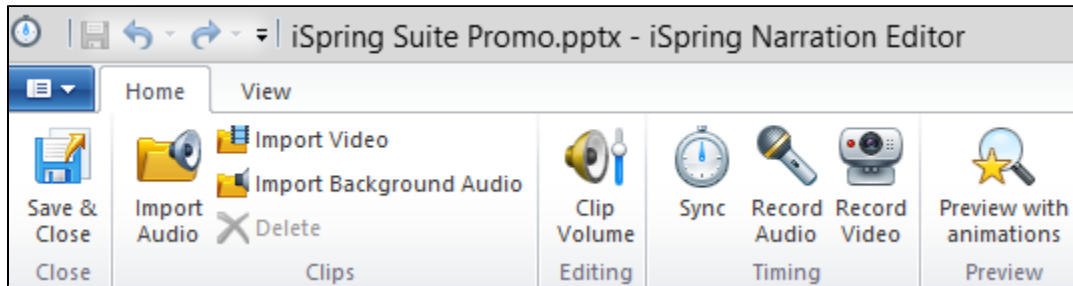 iSpring Suite Promo.pptx - iSpring Narration Editor
Home View
Save & Close
Import Audio
Import Video
Import Background Audio
Delete
Clip Volume
Sync
Record Audio
Record Video
Preview with animations
Close Clips Editing Timing Preview